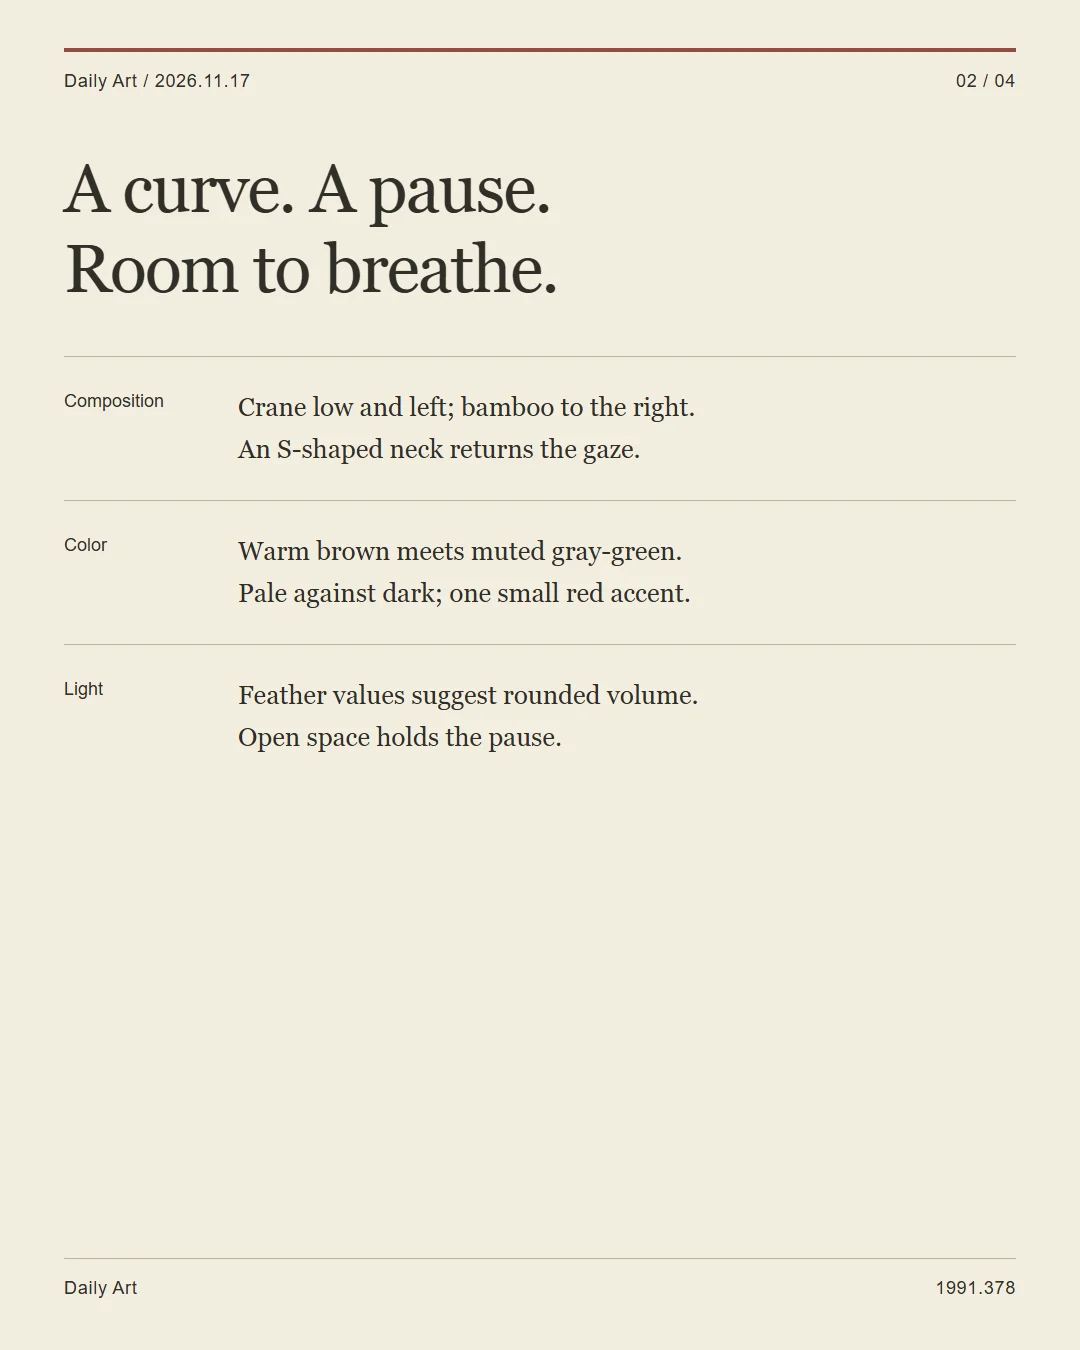 Daily Art / 2026.11.17
02 / 04
A curve. A pause.
Room to breathe.
Composition
Crane low and left; bamboo to the right.
An S-shaped neck returns the gaze.
Color
Warm brown meets muted gray-green.
Pale against dark; one small red accent.
Light
Feather values suggest rounded volume.
Open space holds the pause.
Daily Art
1991.378